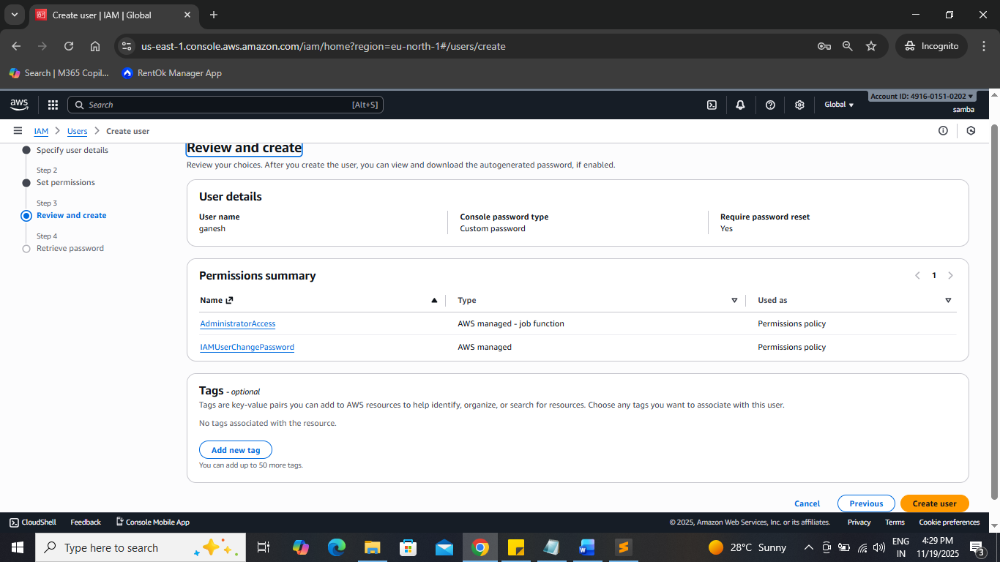 Create user | IAM | Global
us-east-1.console.aws.amazon.com/iam/home?region=eu-north-1#/users/create
Incognito
Search | M365 Copil...
RentOk Manager App
aws
Search
[Alt+S]
Global
Account ID: 4916-0151-0202
samba
IAM
Users
Create user
Specify user details
Step 2
Set permissions
Step 3
Review and create
Step 4
Retrieve password
Review and create
Review your choices. After you create the user, you can view and download the autogenerated password, if enabled.
User details
User name
ganesh
Console password type
Custom password
Require password reset
Yes
Permissions summary
1
Name
Type
Used as
AdministratorAccess
AWS managed - job function
Permissions policy
IAMUserChangePassword
AWS managed
Permissions policy
Tags - optional
Tags are key-value pairs you can add to AWS resources to help identify, organize, or search for resources. Choose any tags you want to associate with this user.
No tags associated with the resource.
Add new tag
You can add up to 50 more tags.
Cancel
Previous
Create user
CloudShell
Feedback
Console Mobile App
© 2025, Amazon Web Services, Inc. or its affiliates.
Privacy
Terms
Cookie preferences
Type here to search
28°C Sunny
ENG
IN
4:29 PM
11/19/2025
3